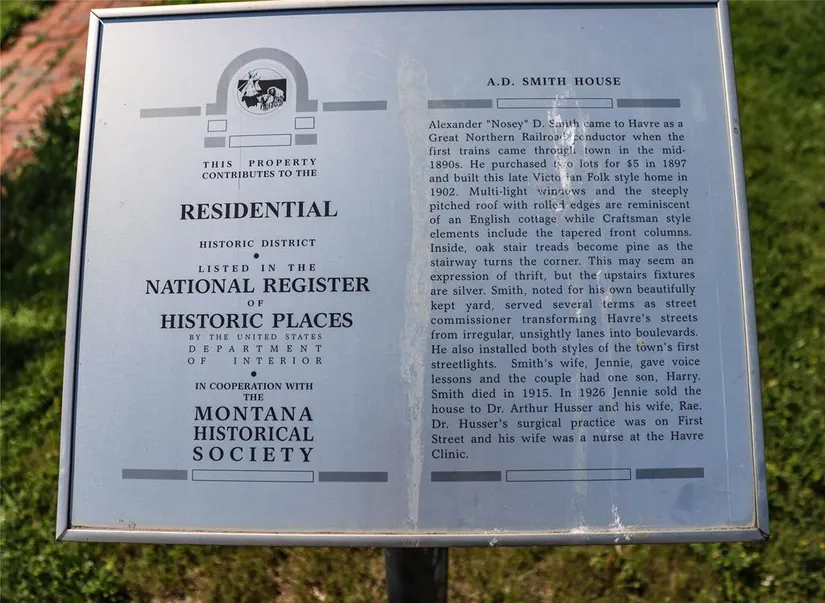 THIS PROPERTY
CONTRIBUTES TO THE
RESIDENTIAL
HISTORIC DISTRICT
LISTED IN THE
NATIONAL REGISTER
OF
HISTORIC PLACES
BY THE UNITED STATES
DEPARTMENT
OF INTERIOR
IN COOPERATION WITH
THE
MONTANA
HISTORICAL
SOCIETY
A.D. SMITH HOUSE
Alexander "Nosey" D. Smith came to Havre as a
Great Northern Railroad conductor when the
first trains came through town in the mid-
1890s. He purchased two lots for $5 in 1897
and built this late Victorian Folk style home in
1902. Multi-light windows and the steeply
pitched roof with rolled edges are reminiscent
of an English cottage while Craftsman style
elements include the tapered front columns.
Inside, oak stair treads become pine as the
stairway turns the corner. This may seem an
expression of thrift, but the upstairs fixtures
are silver. Smith, noted for his own beautifully
kept yard, served several terms as street
commissioner transforming Havre's streets
from irregular, unsightly lanes into boulevards.
He also installed both styles of the town's first
streetlights. Smith's wife, Jennie, gave voice
lessons and the couple had one son, Harry.
Smith died in 1915. In 1926 Jennie sold the
house to Dr. Arthur Husser and his wife, Rae.
Dr. Husser's surgical practice was on First
Street and his wife was a nurse at the Havre
Clinic.